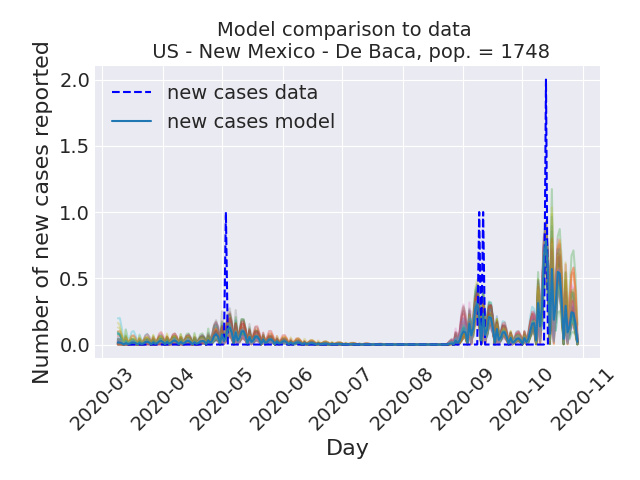 Model comparison to data
US - New Mexico - De Baca, pop. = 1748
Number of new cases reported
2.0
1.5
1.0
0.5
0.0
new cases data
new cases model
2020-03
2020-04
2020-05
2020-06
2020-07
2020-08
2020-09
2020-10
2020-11
Day